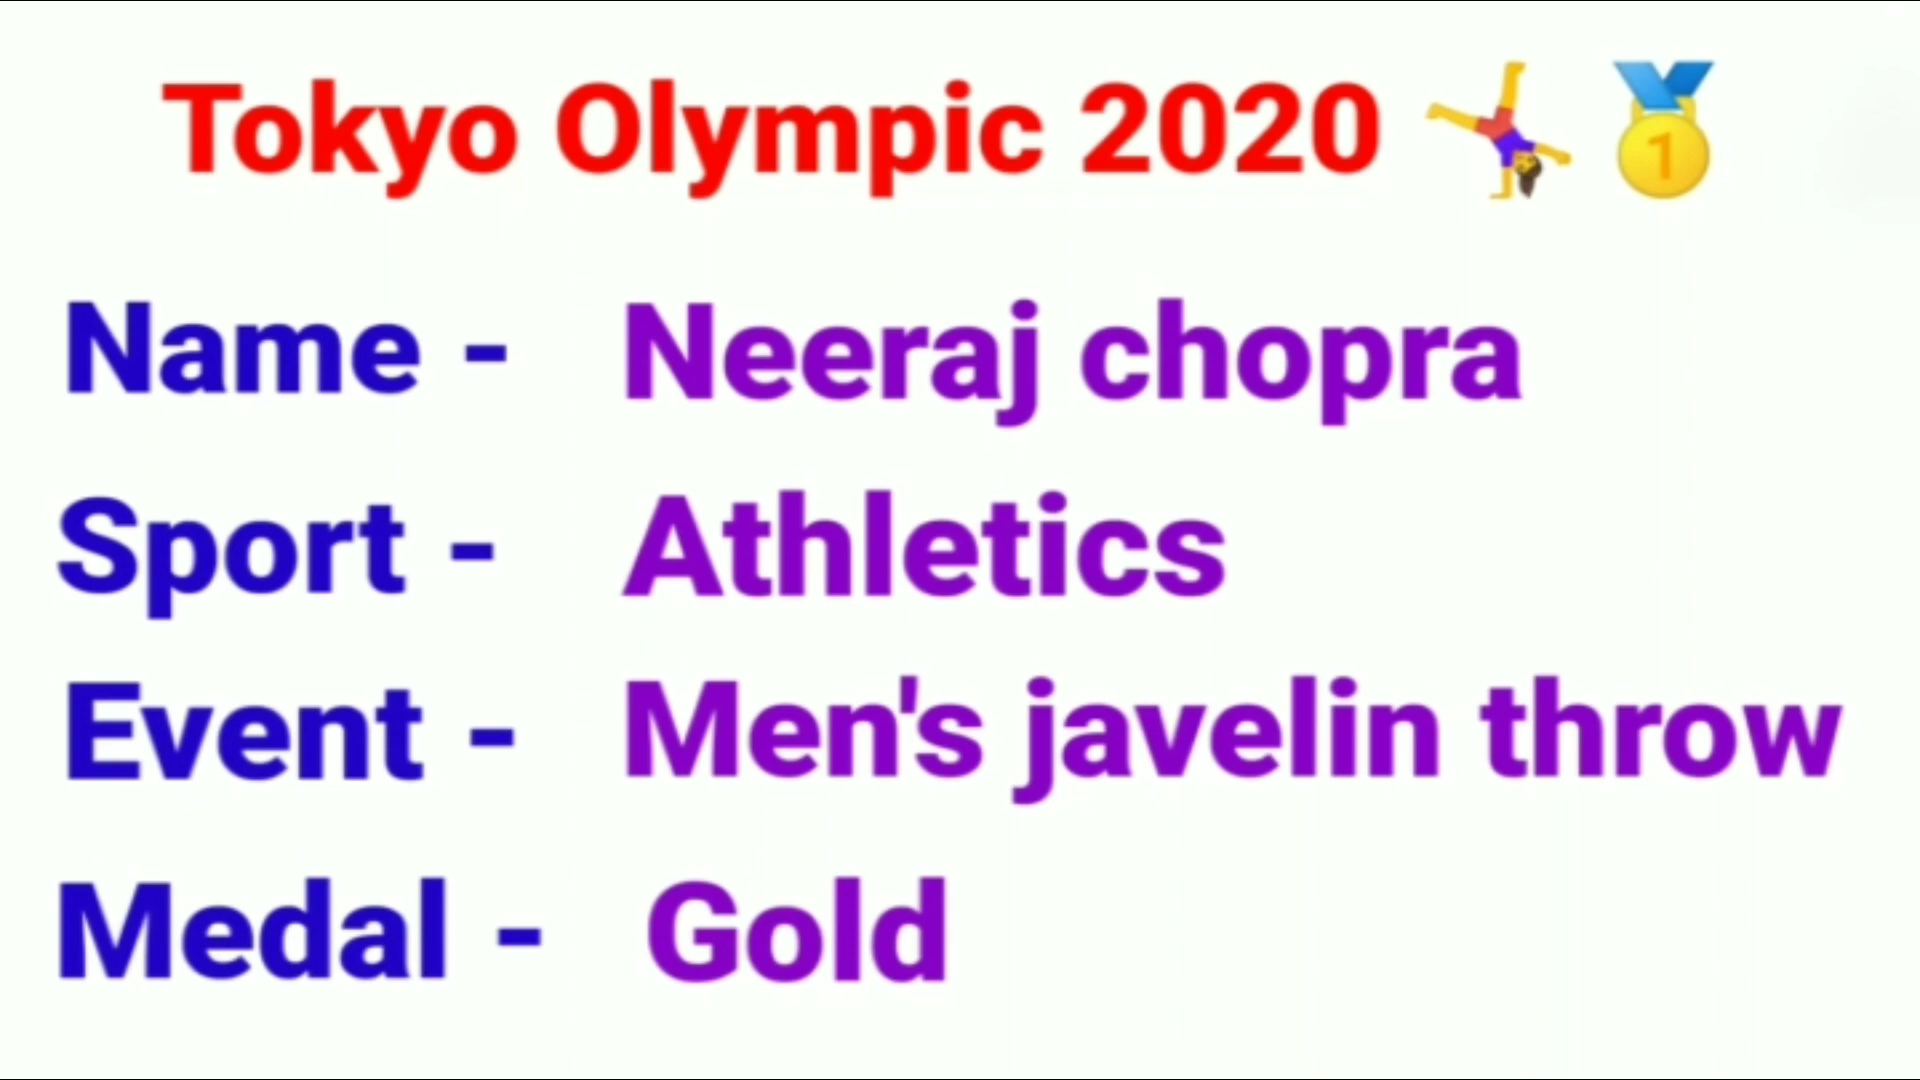 Tokyo Olympic 2020 🤸‍♀️🥇
Name - Neeraj chopra
Sport - Athletics
Event - Men's javelin throw
Medal - Gold